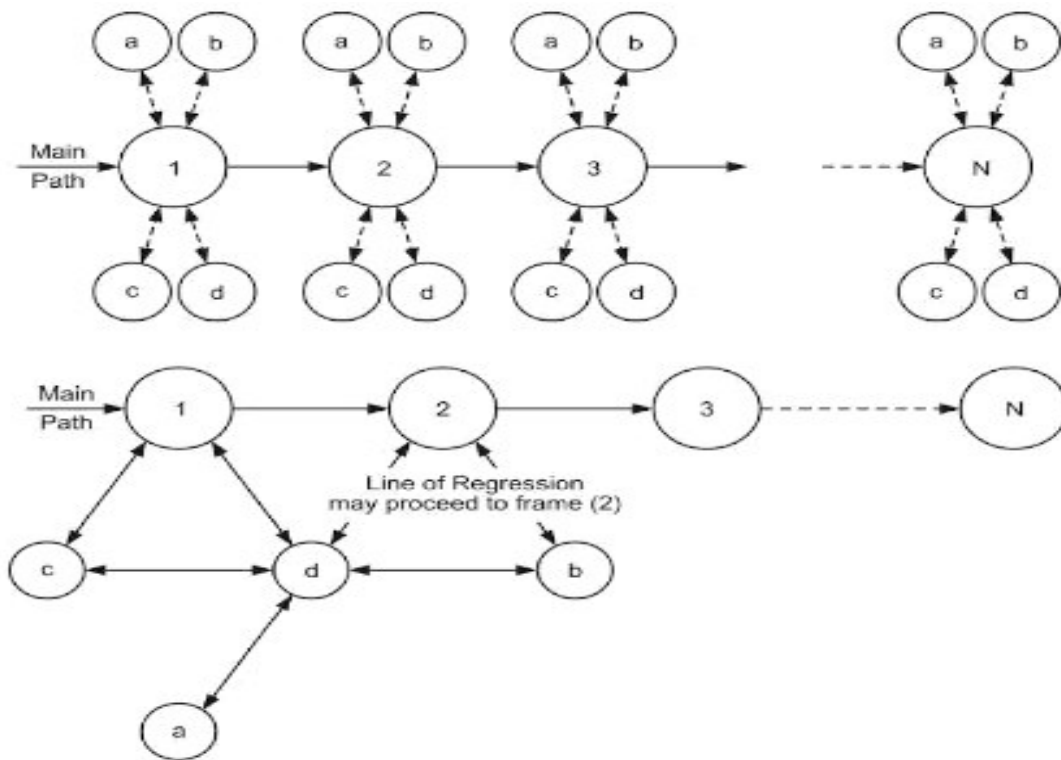 a b a b a b a b
Main
Path
1 2 3 N
c d c d c d c d
Main
Path
1 2 3 N
Line of Regression
may proceed to frame (2)
c d b
a